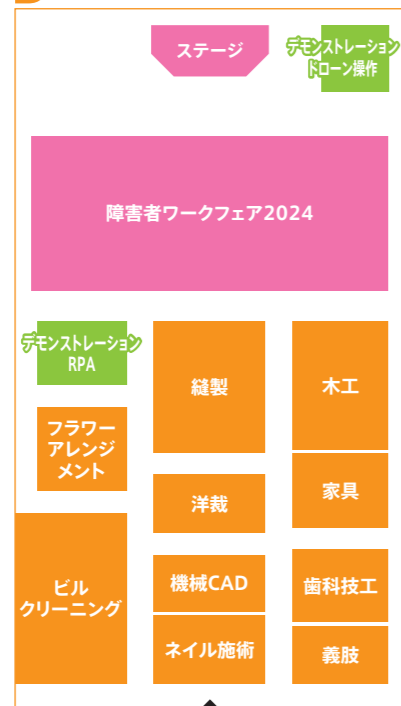 ステージ
デモンストレーション
ドローン操作
障害者ワークフェア2024
デモンストレーション
RPA
縫製
木工
フラワー
アレンジ
メント
洋裁
家具
ビル
クリーニング
機械CAD
歯科技工
ネイル施術
義肢